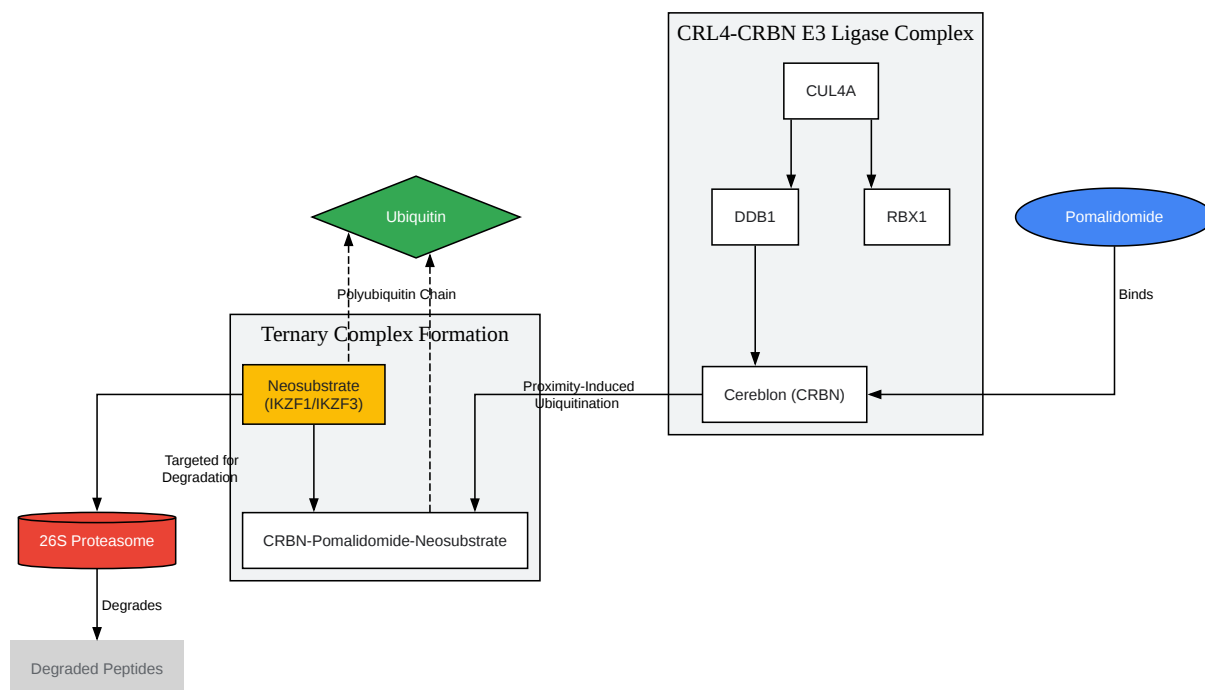 CRL4-CRBN E3 Ligase Complex
CUL4A
DDB1
RBX1
Pomalidomide
Ubiquitin
Polyubiquitin Chain
Binds
Ternary Complex Formation
Neosubstrate
(IKZF1/IKZF3)
Proximity-Induced
Ubiquitination
Cereblon (CRBN)
Targeted for
Degradation
26S Proteasome
CRBN-Pomalidomide-Neosubstrate
Degrades
Degraded Peptides